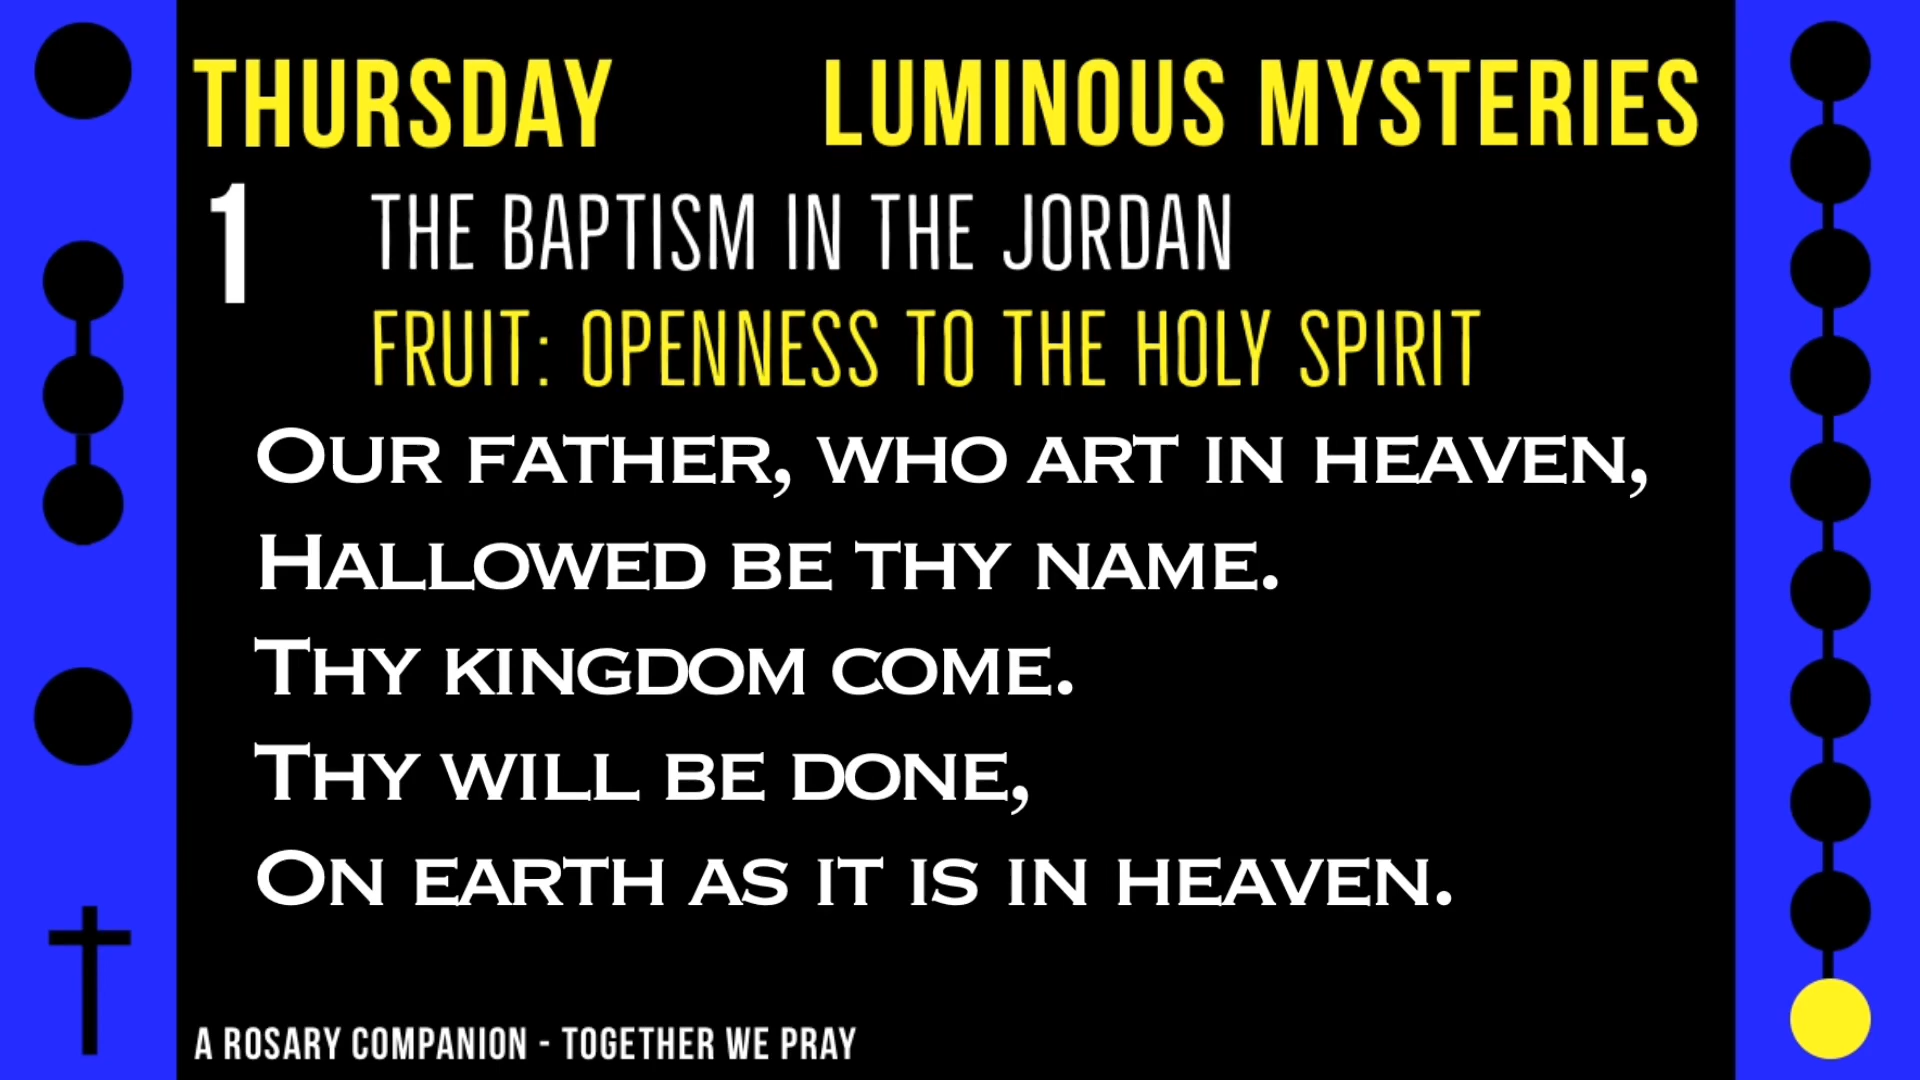 THURSDAY LUMINOUS MYSTERIES
1 THE BAPTISM IN THE JORDAN
FRUIT: OPENNESS TO THE HOLY SPIRIT
OUR FATHER, WHO ART IN HEAVEN,
HALLOWED BE THY NAME.
THY KINGDOM COME.
THY WILL BE DONE,
ON EARTH AS IT IS IN HEAVEN.
A ROSARY COMPANION - TOGETHER WE PRAY